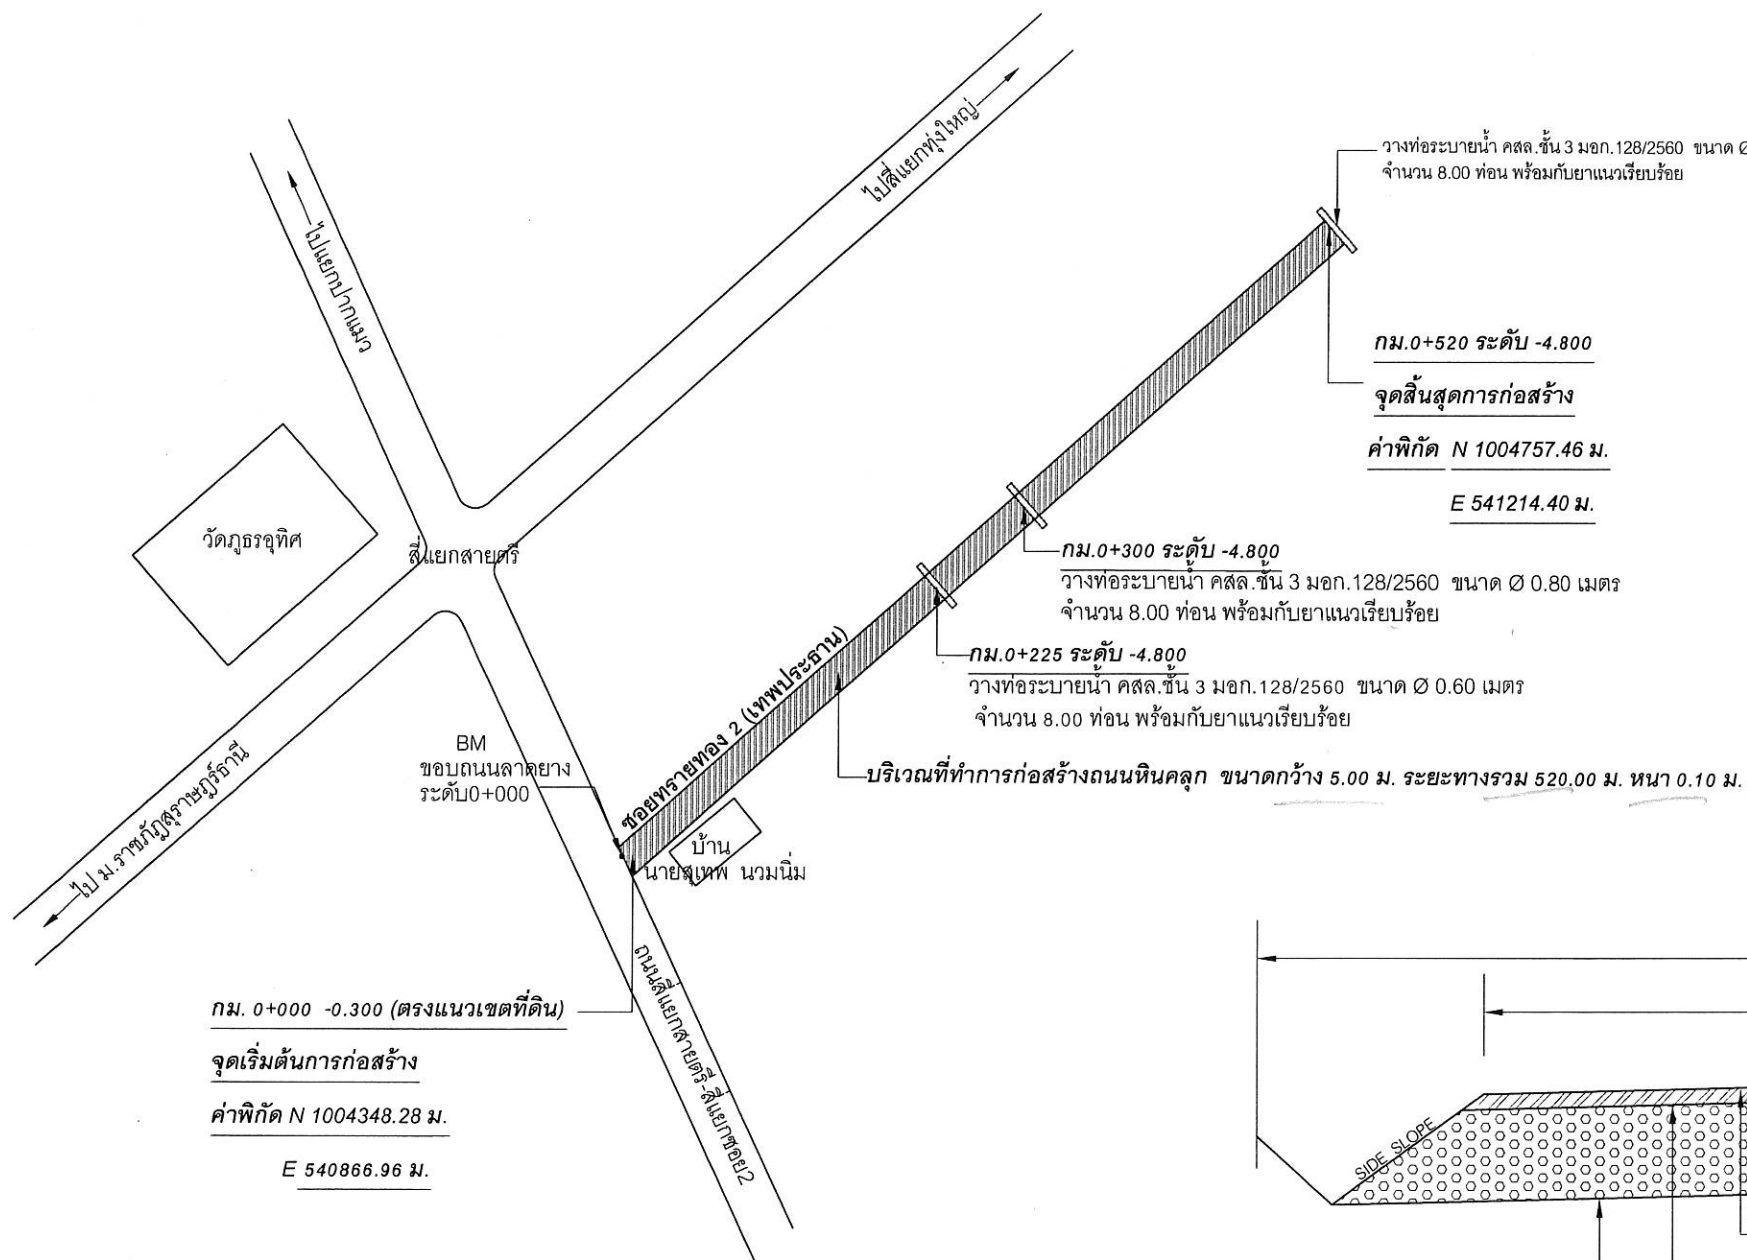 ไปสี่แยกทุ่งใหญ่
ไปแยกปากแมว
วางท่อระบายน้ำ คสล.ชั้น 3 มอก.128/2560 ขนาด Ø
จำนวน 8.00 ท่อน พร้อมกับยาแนวเรียบร้อย
กม.0+520 ระดับ -4.800
จุดสิ้นสุดการก่อสร้าง
ค่าพิกัด N 1004757.46 ม.
E 541214.40 ม.
วัดภูธรอุทิศ
สี่แยกสายตรี
กม.0+300 ระดับ -4.800
วางท่อระบายน้ำ คสล.ชั้น 3 มอก.128/2560 ขนาด Ø 0.80 เมตร
จำนวน 8.00 ท่อน พร้อมกับยาแนวเรียบร้อย
กม.0+225 ระดับ -4.800
วางท่อระบายน้ำ คสล.ชั้น 3 มอก.128/2560 ขนาด Ø 0.60 เมตร
จำนวน 8.00 ท่อน พร้อมกับยาแนวเรียบร้อย
ซอยทรายทอง 2 (เทพประธาน)
BM
ขอบถนนลาดยาง
ระดับ0+000
บริเวณที่ทำการก่อสร้างถนนหินคลุก ขนาดกว้าง 5.00 ม. ระยะทางรวม 520.00 ม. หนา 0.10 ม.
บ้าน
นายสุเทพ นวมนิ่ม
ไป ม.ราชภัฏสุราษฎร์ธานี
กม. 0+000 -0.300 (ตรงแนวเขตที่ดิน)
จุดเริ่มต้นการก่อสร้าง
ค่าพิกัด N 1004348.28 ม.
E 540866.96 ม.
ถนนสี่แยกสายตรี-สี่แยกซอย2
SIDE SLOPE